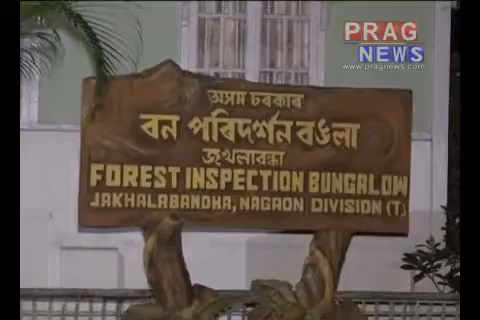 PRAG
NEWS
www.pragnews.com
অসম চৰকাৰ
বন পৰিদৰ্শন বঙলা
জখলাবন্ধা
FOREST INSPECTION BUNGALOW
JAKHALABANDHA, NAGAON DIVISION (T)